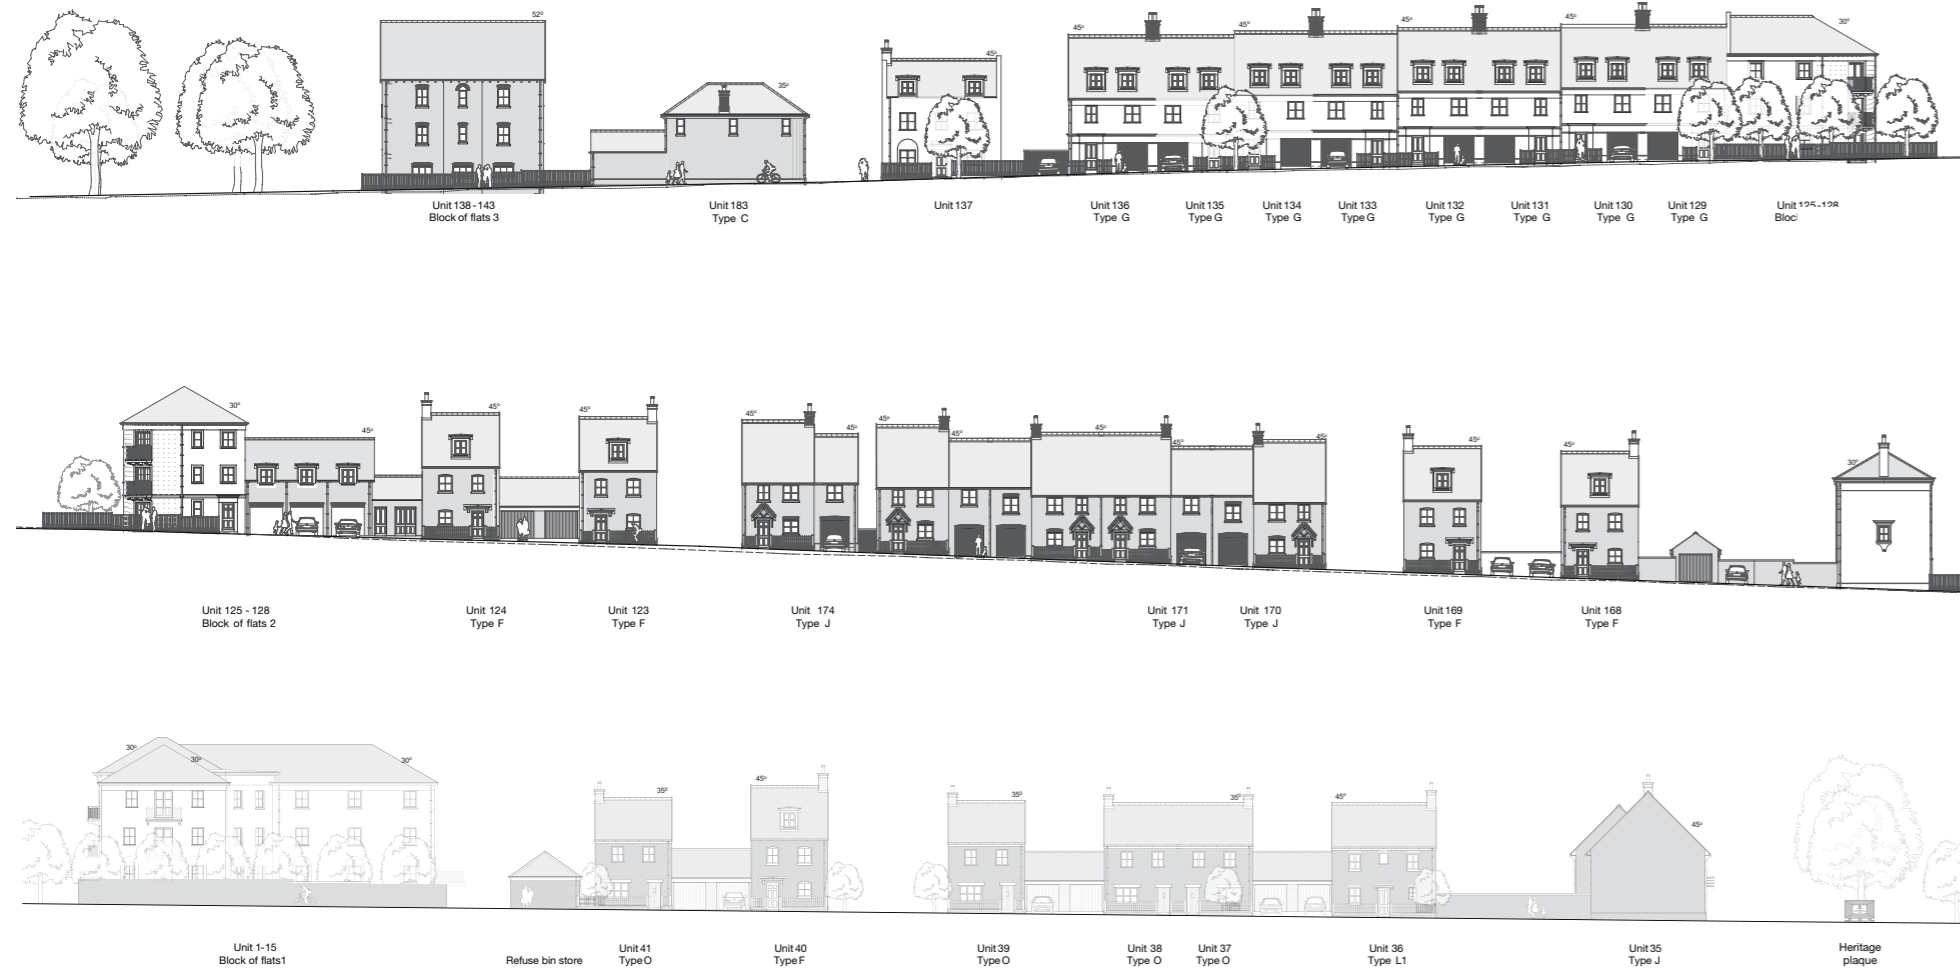 52º
35º
45º
45º
45º
45º
45º
30º
Unit 138-143
Block of flats 3
Unit 183
Type C
Unit 137
Unit 136
Type G
Unit 135
Type G
Unit 134
Type G
Unit 133
Type G
Unit 132
Type G
Unit 131
Type G
Unit 130
Type G
Unit 129
Type G
Unit 125-128
30º
45º
45º
45º
45º
45º
45º
45º
45º
45º
45º
45º
45º
30º
Unit 125 - 128
Block of flats 2
Unit 124
Type F
Unit 123
Type F
Unit 174
Type J
Unit 171
Type J
Unit 170
Type J
Unit 169
Type F
Unit 168
Type F
30º
30º
30º
35º
45º
35º
35º
45º
45º
Unit 1-15
Block of flats1
Refuse bin store
Unit 41
Type O
Unit 40
Type F
Unit 39
Type O
Unit 38
Type O
Unit 37
Type O
Unit 36
Type L1
Unit 35
Type J
Heritage
plaque